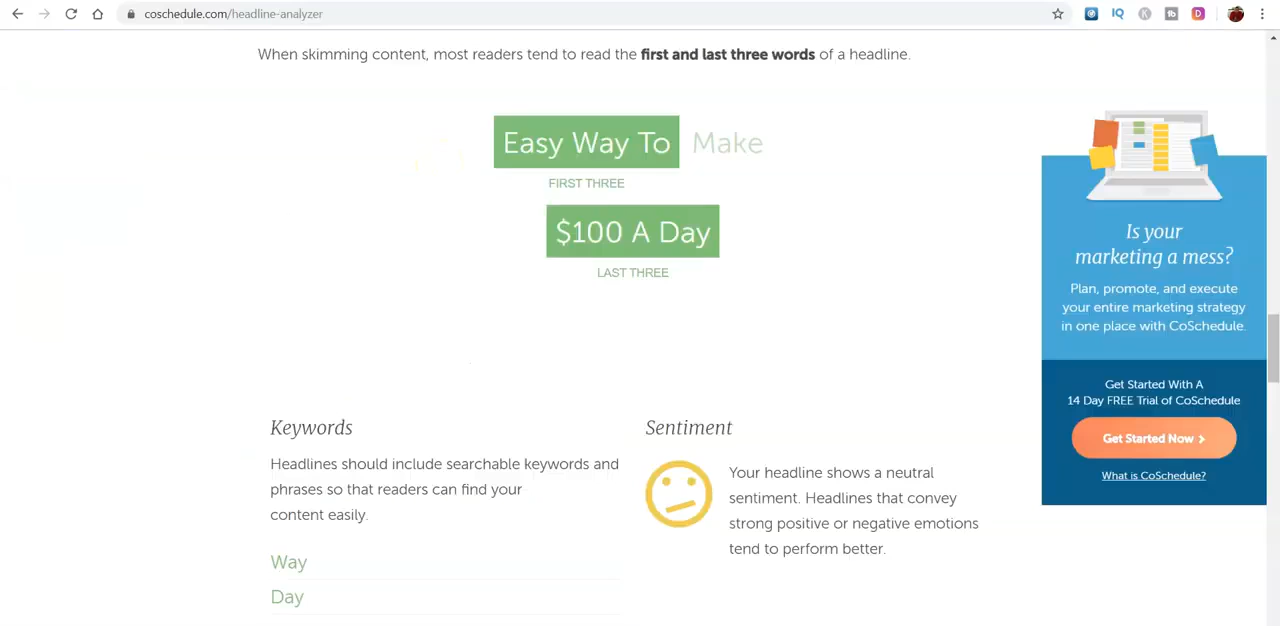 coschedule.com/headline-analyzer
IQ
K
tb
D
When skimming content, most readers tend to read the first and last three words of a headline.
Easy Way To Make
FIRST THREE
$100 A Day
LAST THREE
Is your
marketing a mess?
Plan, promote, and execute
your entire marketing strategy
in one place with CoSchedule.
Get Started With A
14 Day FREE Trial of CoSchedule
Get Started Now >
What is CoSchedule?
Keywords
Headlines should include searchable keywords and
phrases so that readers can find your
content easily.
Way
Day
Sentiment
Your headline shows a neutral
sentiment. Headlines that convey
strong positive or negative emotions
tend to perform better.